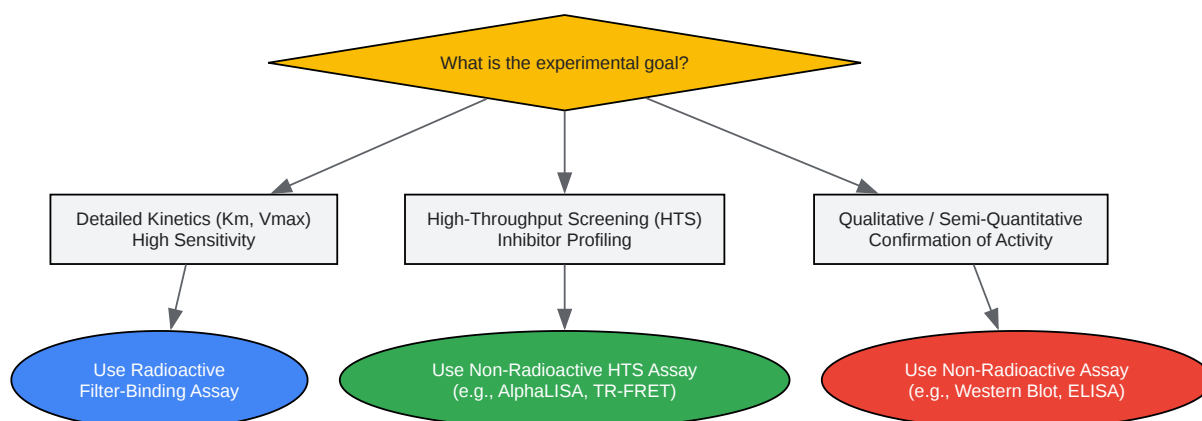 What is the experimental goal?
Detailed Kinetics (Km, Vmax)
High Sensitivity
High-Throughput Screening (HTS)
Inhibitor Profiling
Qualitative / Semi-Quantitative
Confirmation of Activity
Use Radioactive
Filter-Binding Assay
Use Non-Radioactive HTS Assay
(e.g., AlphaLISA, TR-FRET)
Use Non-Radioactive Assay
(e.g., Western Blot, ELISA)